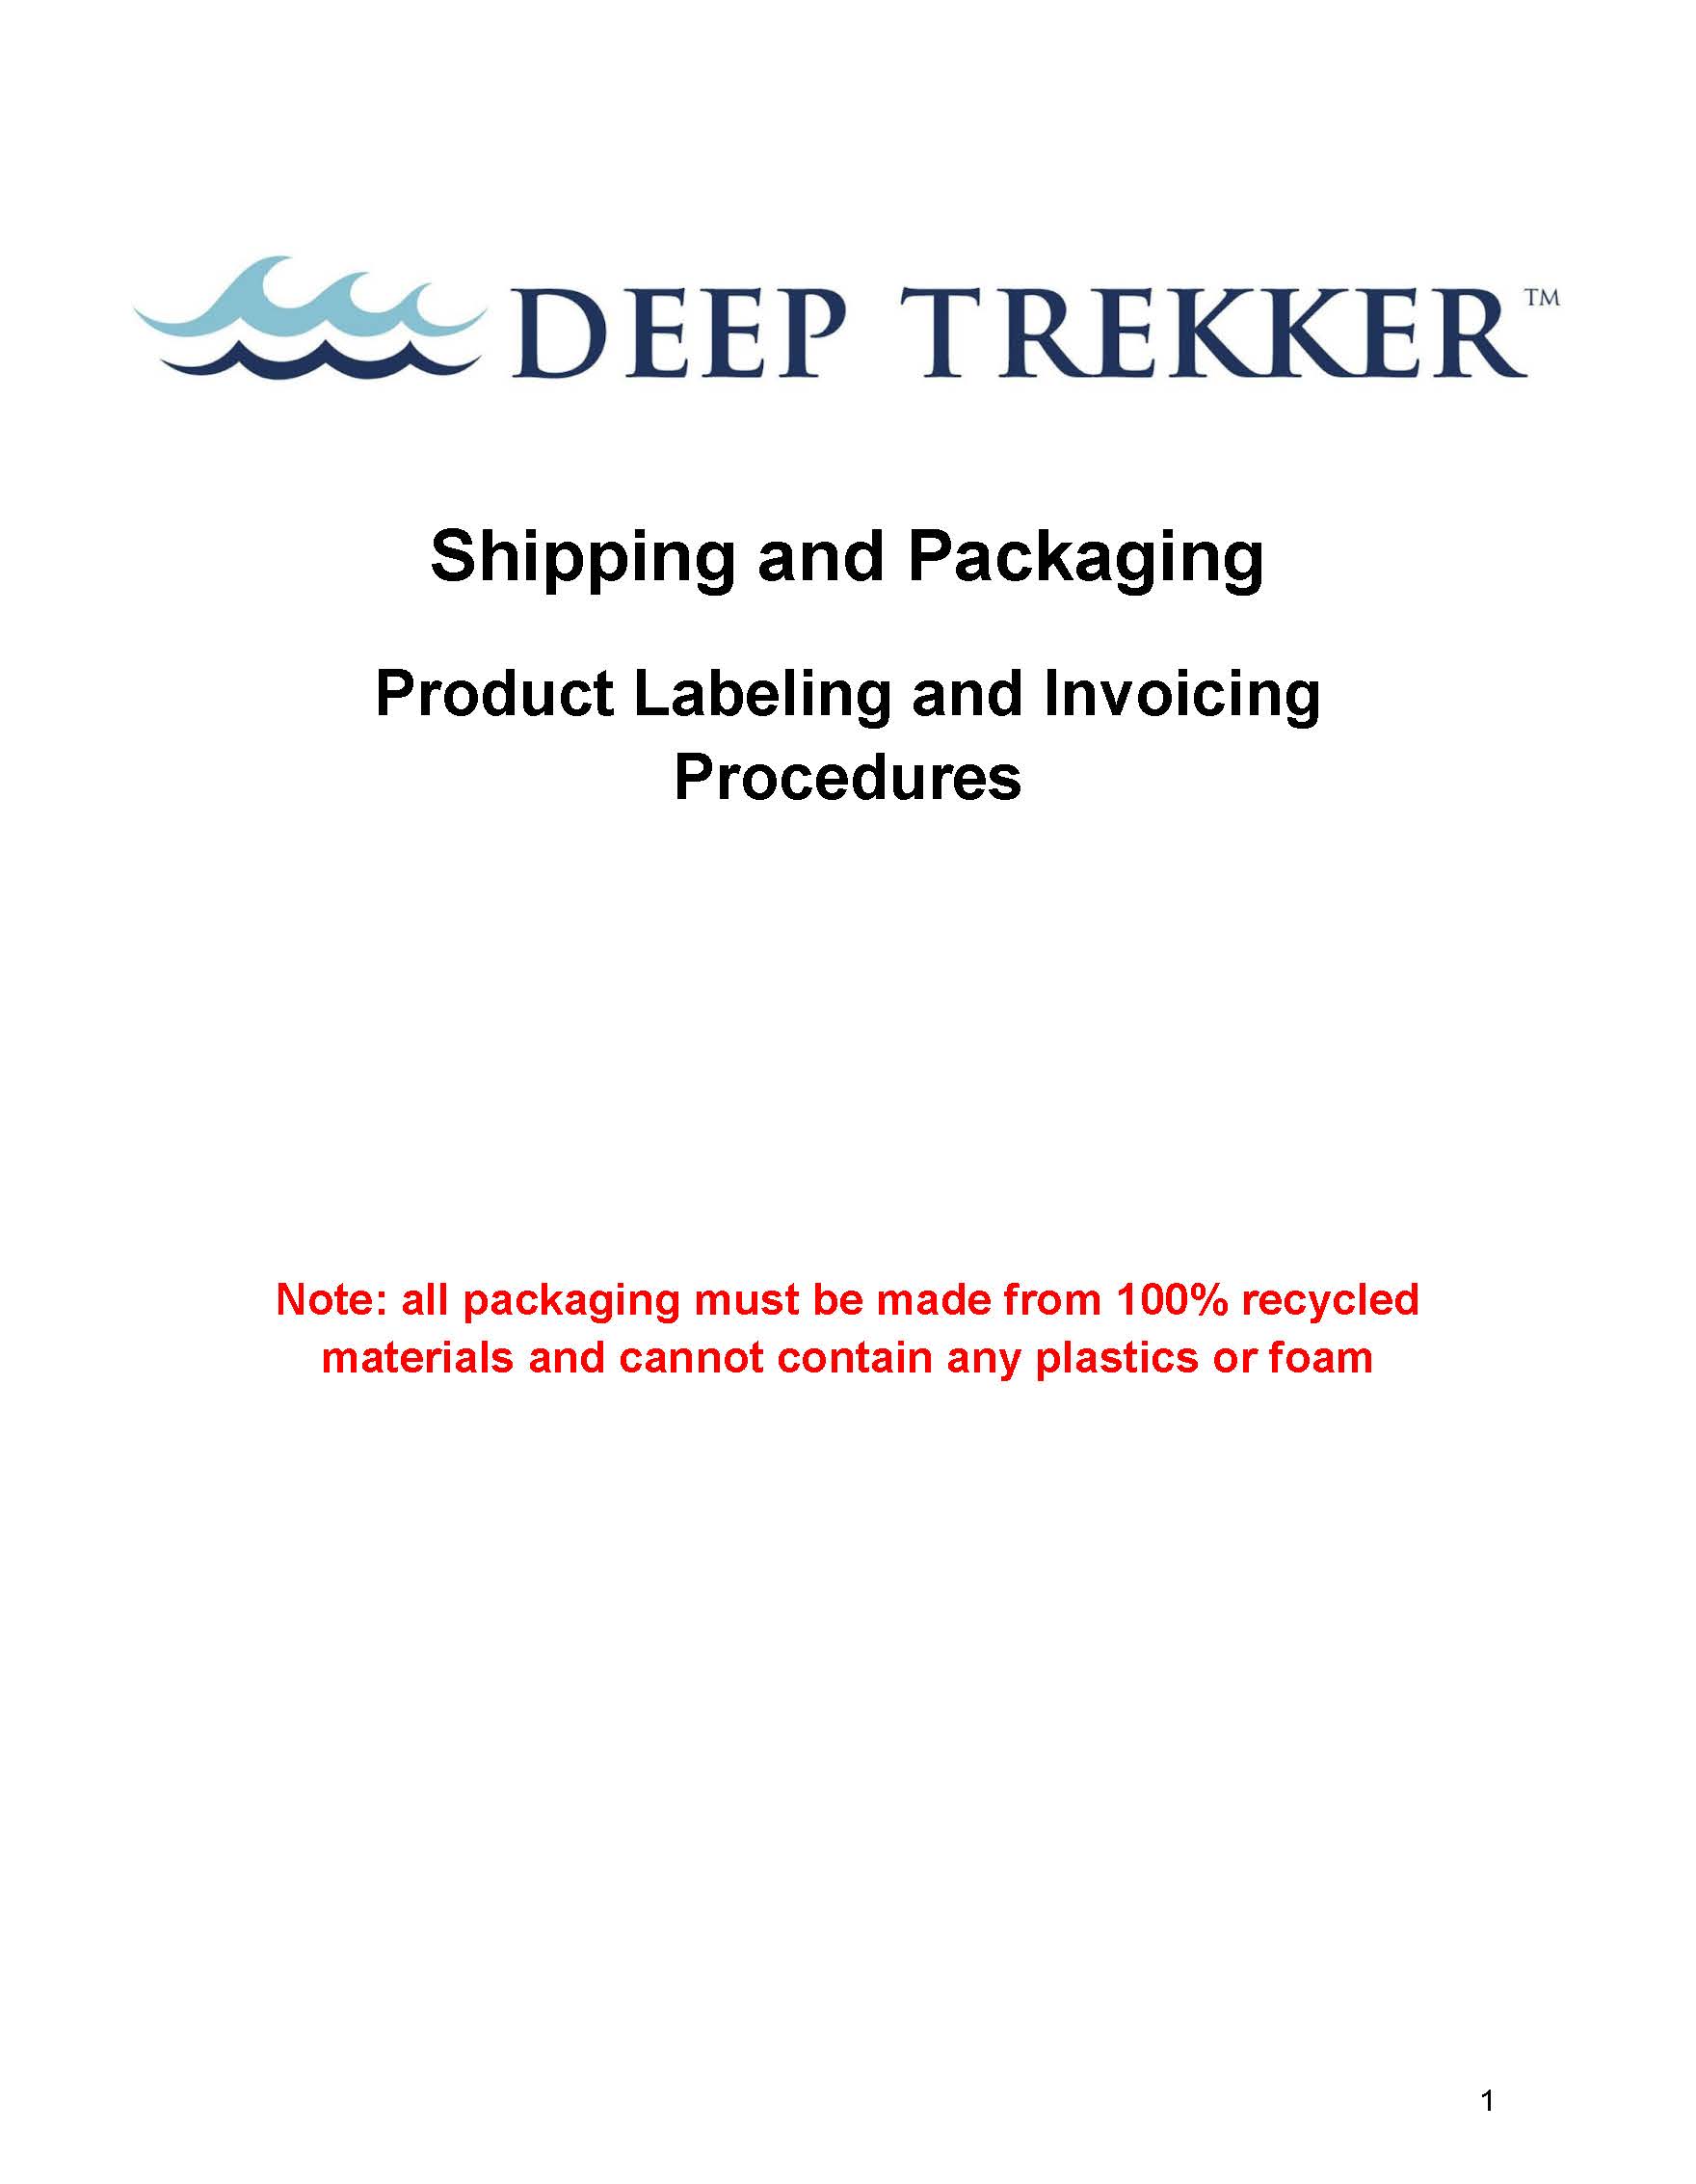 DEEP TREKKER™
Shipping and Packaging
Product Labeling and Invoicing
Procedures
Note: all packaging must be made from 100% recycled
materials and cannot contain any plastics or foam
1